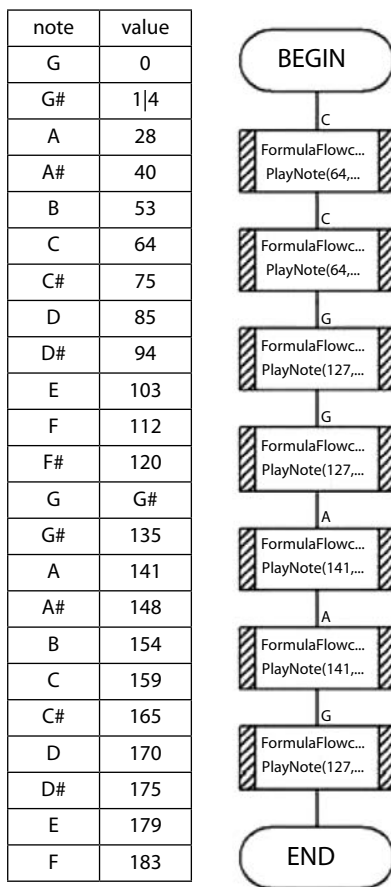 note value
G 0
G# 1|4
A 28
A# 40
B 53
C 64
C# 75
D 85
D# 94
E 103
F 112
F# 120
G G#
G# 135
A 141
A# 148
B 154
C 159
C# 165
D 170
D# 175
E 179
F 183
BEGIN
C
FormulaFlowc...
PlayNote(64,...
C
FormulaFlowc...
PlayNote(64,...
G
FormulaFlowc...
PlayNote(127,...
G
FormulaFlowc...
PlayNote(127,...
A
FormulaFlowc...
PlayNote(141,...
A
FormulaFlowc...
PlayNote(141,...
G
FormulaFlowc...
PlayNote(127,...
END